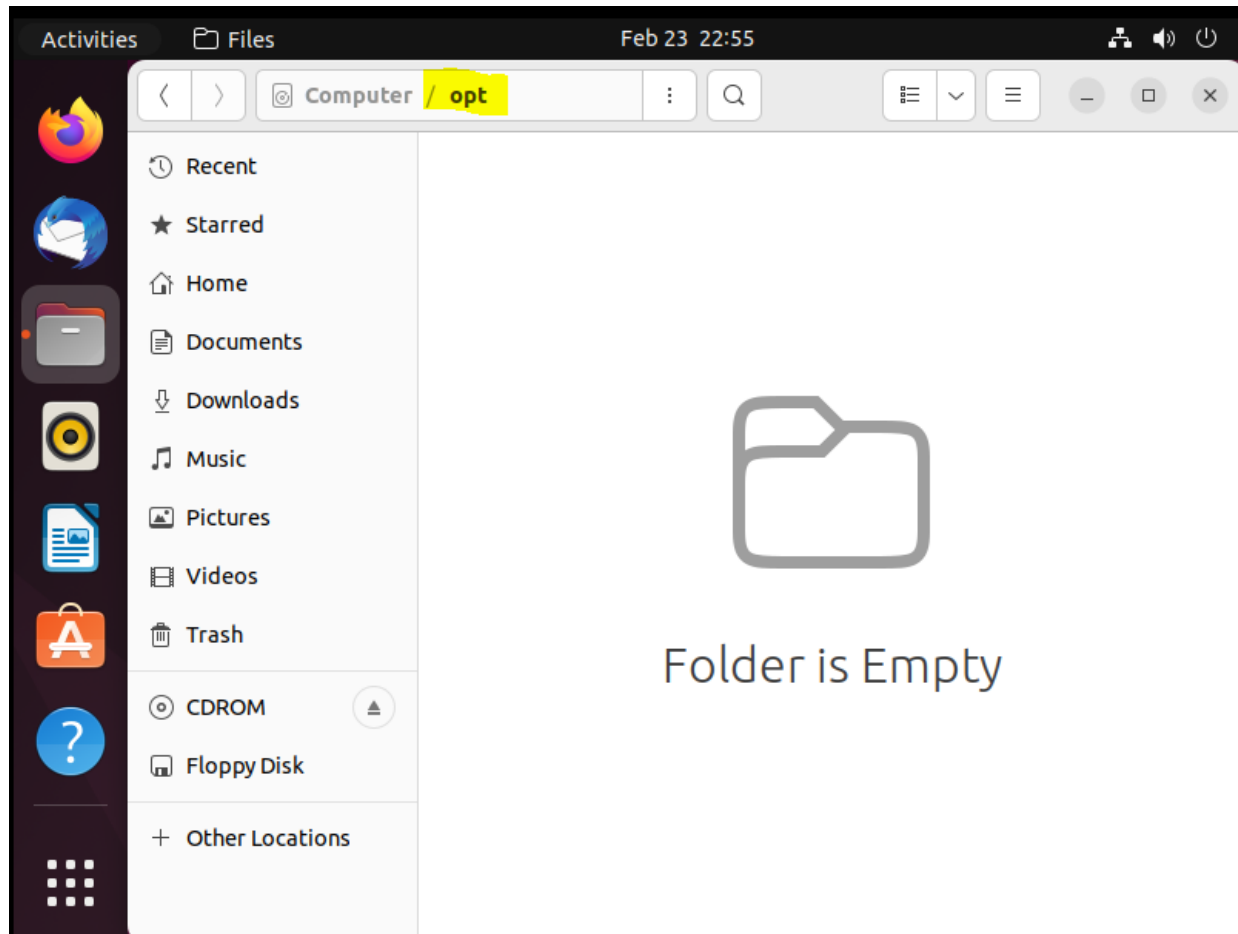 Activities Files Feb 23 22:55
Computer / opt
Recent
Starred
Home
Documents
Downloads
Music
Pictures
Videos
Trash
Folder is Empty
CDROM
Floppy Disk
+ Other Locations